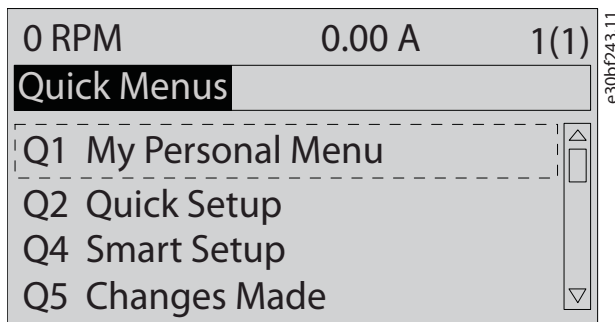 0 RPM 0.00 A 1(1)
Quick Menus
Q1 My Personal Menu
Q2 Quick Setup
Q4 Smart Setup
Q5 Changes Made
e30bf243.11